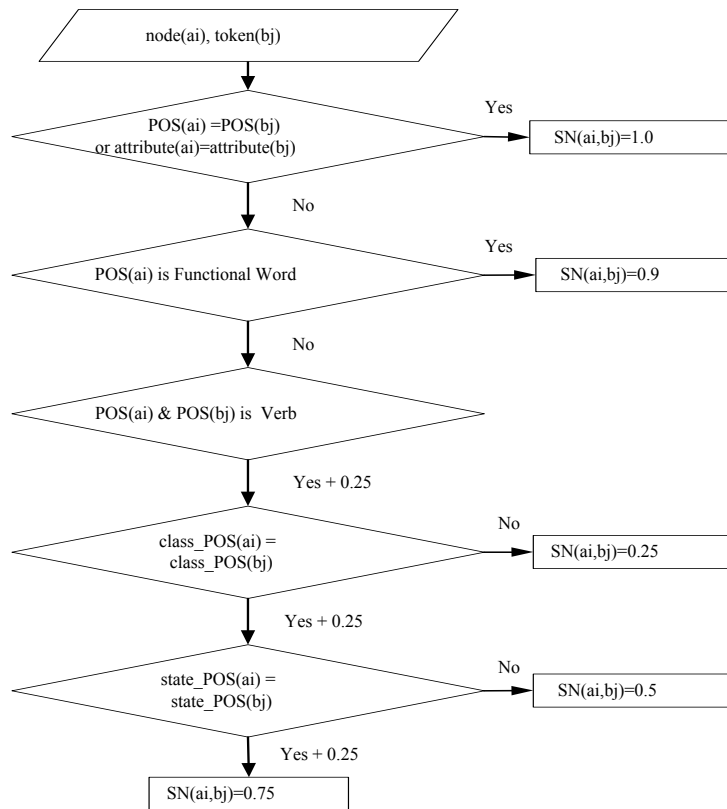 node(ai), token(bj)
POS(ai) =POS(bj)
or attribute(ai)=attribute(bj)
Yes
SN(ai,bj)=1.0
No
POS(ai) is Functional Word
Yes
SN(ai,bj)=0.9
No
POS(ai) & POS(bj) is Verb
Yes + 0.25
class_POS(ai) =
class_POS(bj)
No
SN(ai,bj)=0.25
Yes + 0.25
state_POS(ai) =
state_POS(bj)
No
SN(ai,bj)=0.5
Yes + 0.25
SN(ai,bj)=0.75